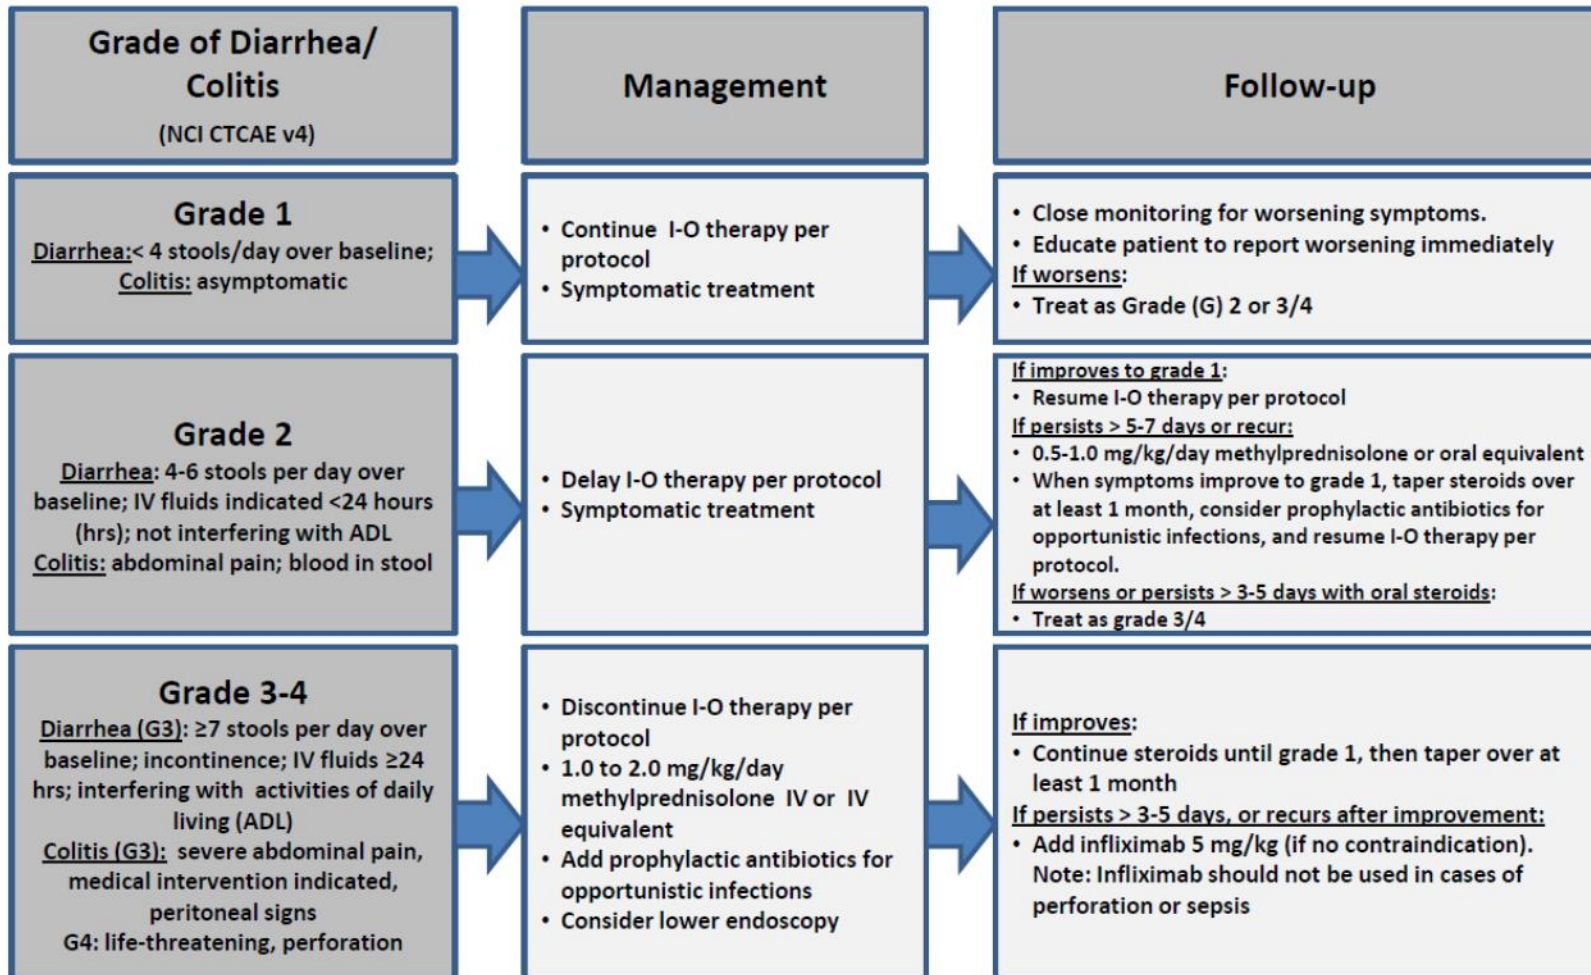 Grade of Diarrhea/
Colitis
(NCI CTCAE v4)
Management
Follow-up
Grade 1
Diarrhea:< 4 stools/day over baseline;
Colitis: asymptomatic
• Continue I-O therapy per
protocol
• Symptomatic treatment
• Close monitoring for worsening symptoms.
• Educate patient to report worsening immediately
If worsens:
• Treat as Grade (G) 2 or 3/4
Grade 2
Diarrhea: 4-6 stools per day over
baseline; IV fluids indicated <24 hours
(hrs); not interfering with ADL
Colitis: abdominal pain; blood in stool
• Delay I-O therapy per protocol
• Symptomatic treatment
If improves to grade 1:
• Resume I-O therapy per protocol
If persists > 5-7 days or recur:
• 0.5-1.0 mg/kg/day methylprednisolone or oral equivalent
• When symptoms improve to grade 1, taper steroids over
at least 1 month, consider prophylactic antibiotics for
opportunistic infections, and resume I-O therapy per
protocol.
If worsens or persists > 3-5 days with oral steroids:
• Treat as grade 3/4
Grade 3-4
Diarrhea (G3): ≥7 stools per day over
baseline; incontinence; IV fluids ≥24
hrs; interfering with activities of daily
living (ADL)
Colitis (G3): severe abdominal pain,
medical intervention indicated,
peritoneal signs
G4: life-threatening, perforation
• Discontinue I-O therapy per
protocol
• 1.0 to 2.0 mg/kg/day
methylprednisolone IV or IV
equivalent
• Add prophylactic antibiotics for
opportunistic infections
• Consider lower endoscopy
If improves:
• Continue steroids until grade 1, then taper over at
least 1 month
If persists > 3-5 days, or recurs after improvement:
• Add infliximab 5 mg/kg (if no contraindication).
Note: Infliximab should not be used in cases of
perforation or sepsis